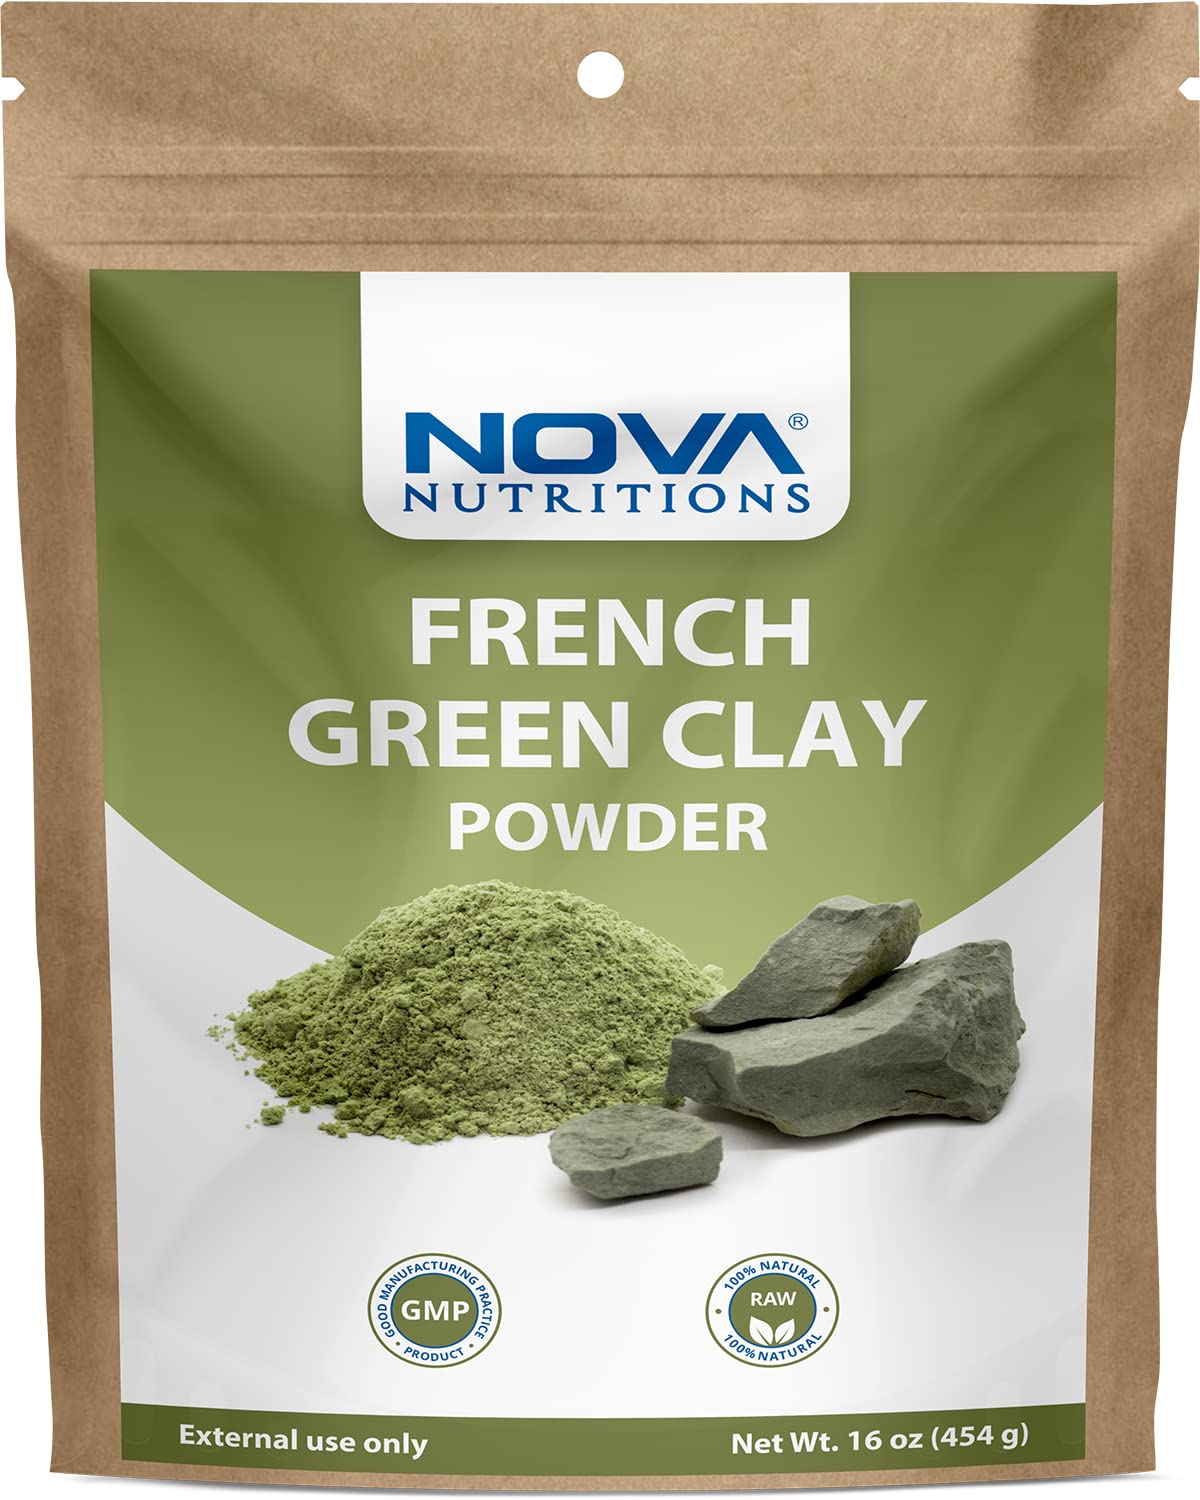 NOVA®
NUTRITIONS
FRENCH
GREEN CLAY
POWDER
GOOD MANUFACTURING PRACTICE
GMP
• PRODUCT •
100% NATURAL
RAW
100% NATURAL
External use only
Net Wt. 16 oz (454 g)